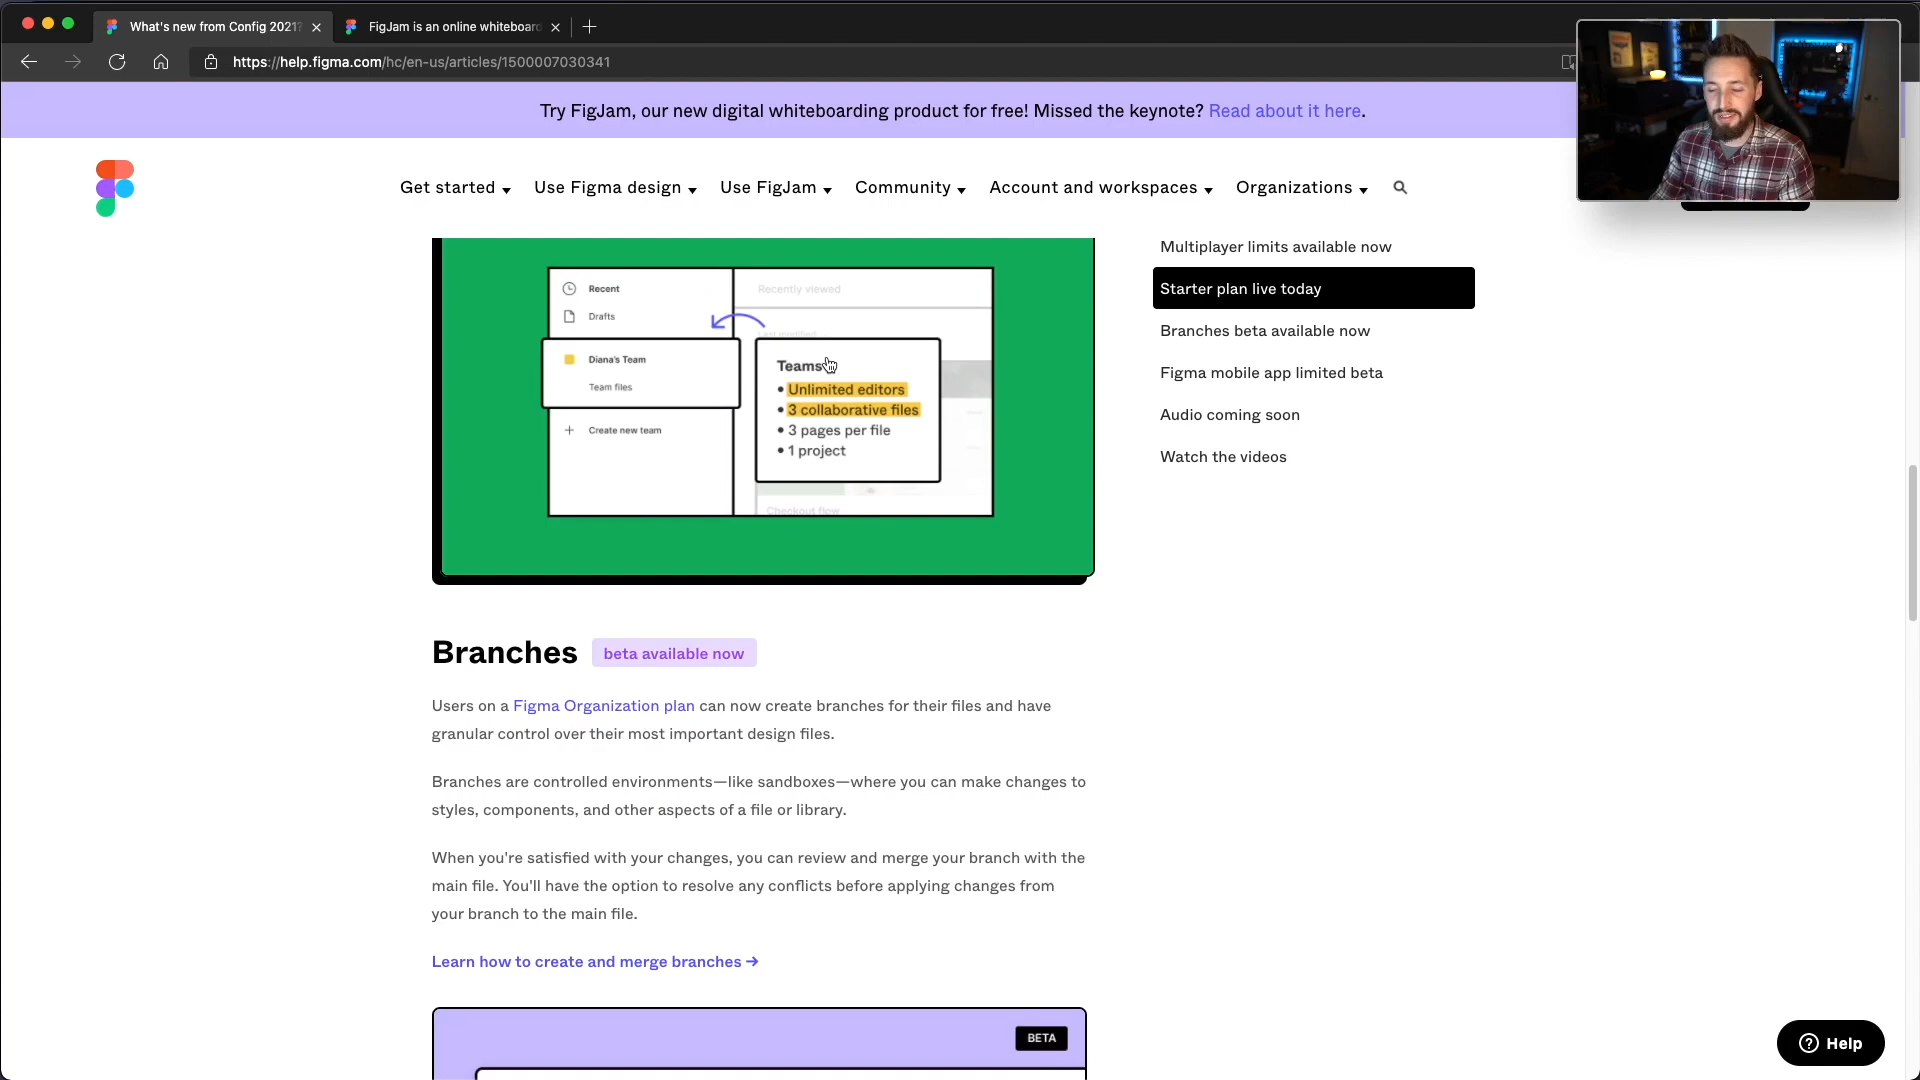 What's new from Config 2021?
FigJam is an online whiteboard
https://help.figma.com/hc/en-us/articles/1500007030341
Try FigJam, our new digital whiteboarding product for free! Missed the keynote? Read about it here.
Get started
Use Figma design
Use FigJam
Community
Account and workspaces
Organizations
Recent
Drafts
Diana's Team
Team files
Create new team
Recently viewed
Last modified
Teams
• Unlimited editors
• 3 collaborative files
• 3 pages per file
• 1 project
Checkout flow
Multiplayer limits available now
Starter plan live today
Branches beta available now
Figma mobile app limited beta
Audio coming soon
Watch the videos
Branches
beta available now
Users on a Figma Organization plan can now create branches for their files and have
granular control over their most important design files.
Branches are controlled environments—like sandboxes—where you can make changes to
styles, components, and other aspects of a file or library.
When you're satisfied with your changes, you can review and merge your branch with the
main file. You'll have the option to resolve any conflicts before applying changes from
your branch to the main file.
Learn how to create and merge branches →
BETA
Help